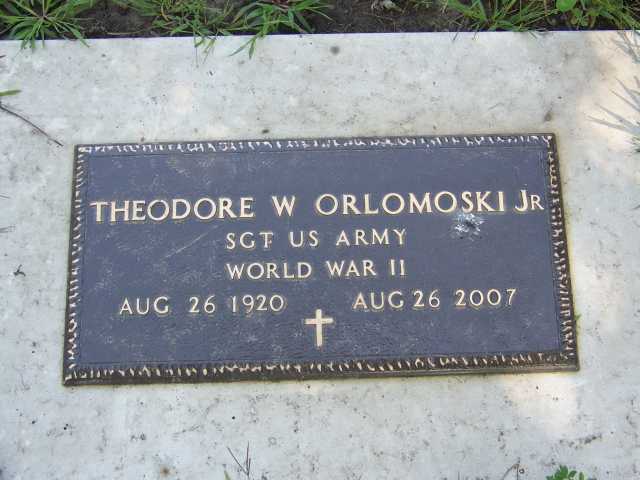 THEODORE W ORLOMOSKI JR
SGT US ARMY
WORLD WAR II
AUG 26 1920 AUG 26 2007